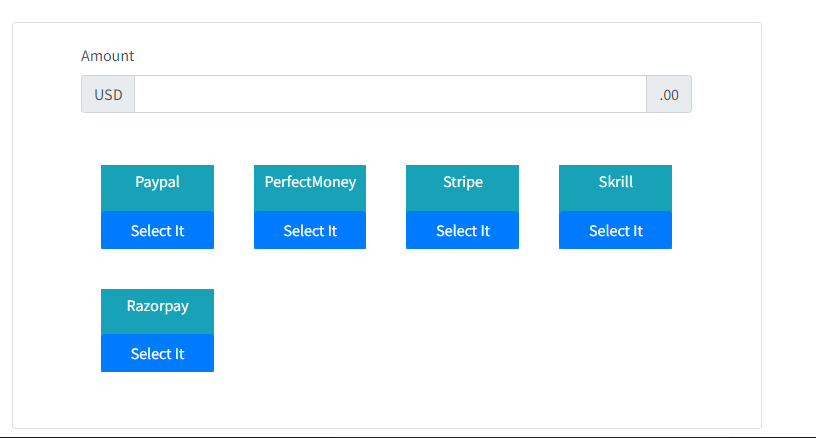 Amount
USD .00
Paypal PerfectMoney Stripe Skrill
Select It Select It Select It Select It
Razorpay
Select It